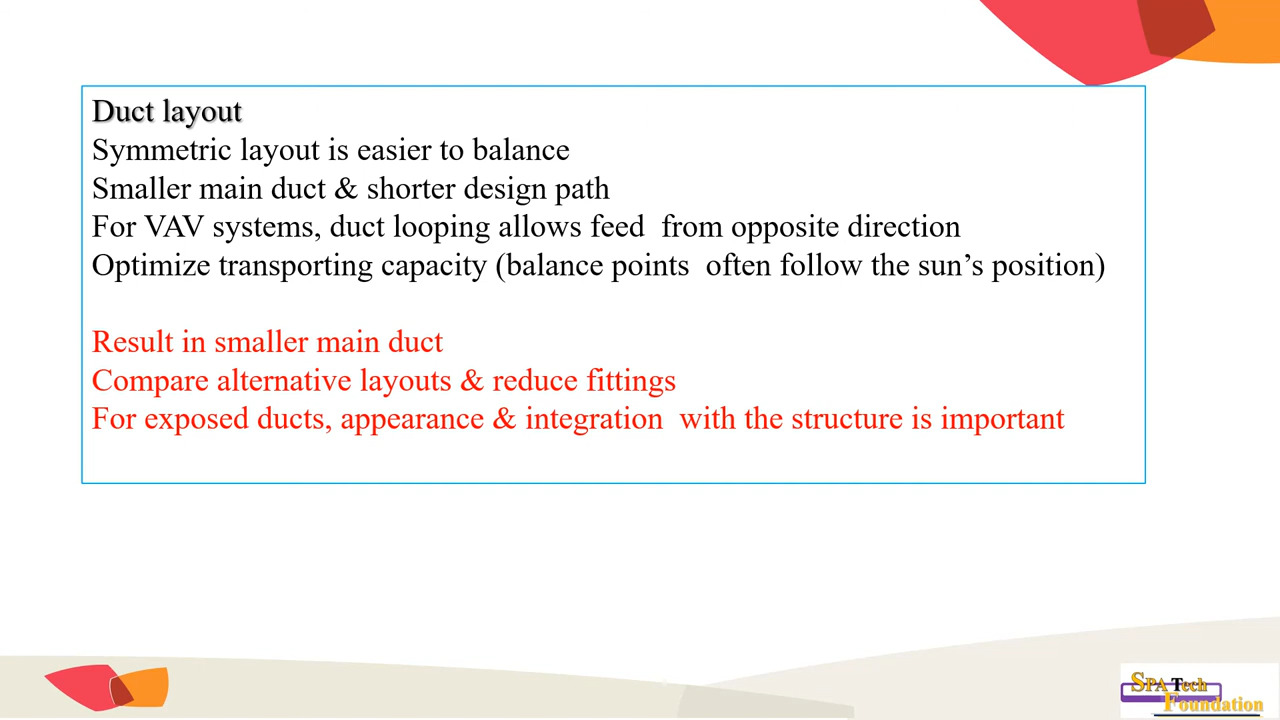 Duct layout
Symmetric layout is easier to balance
Smaller main duct & shorter design path
For VAV systems, duct looping allows feed  from opposite direction
Optimize transporting capacity (balance points  often follow the sun’s position)
Result in smaller main duct
Compare alternative layouts & reduce fittings
For exposed ducts, appearance & integration  with the structure is important
SPA Tech
Foundation